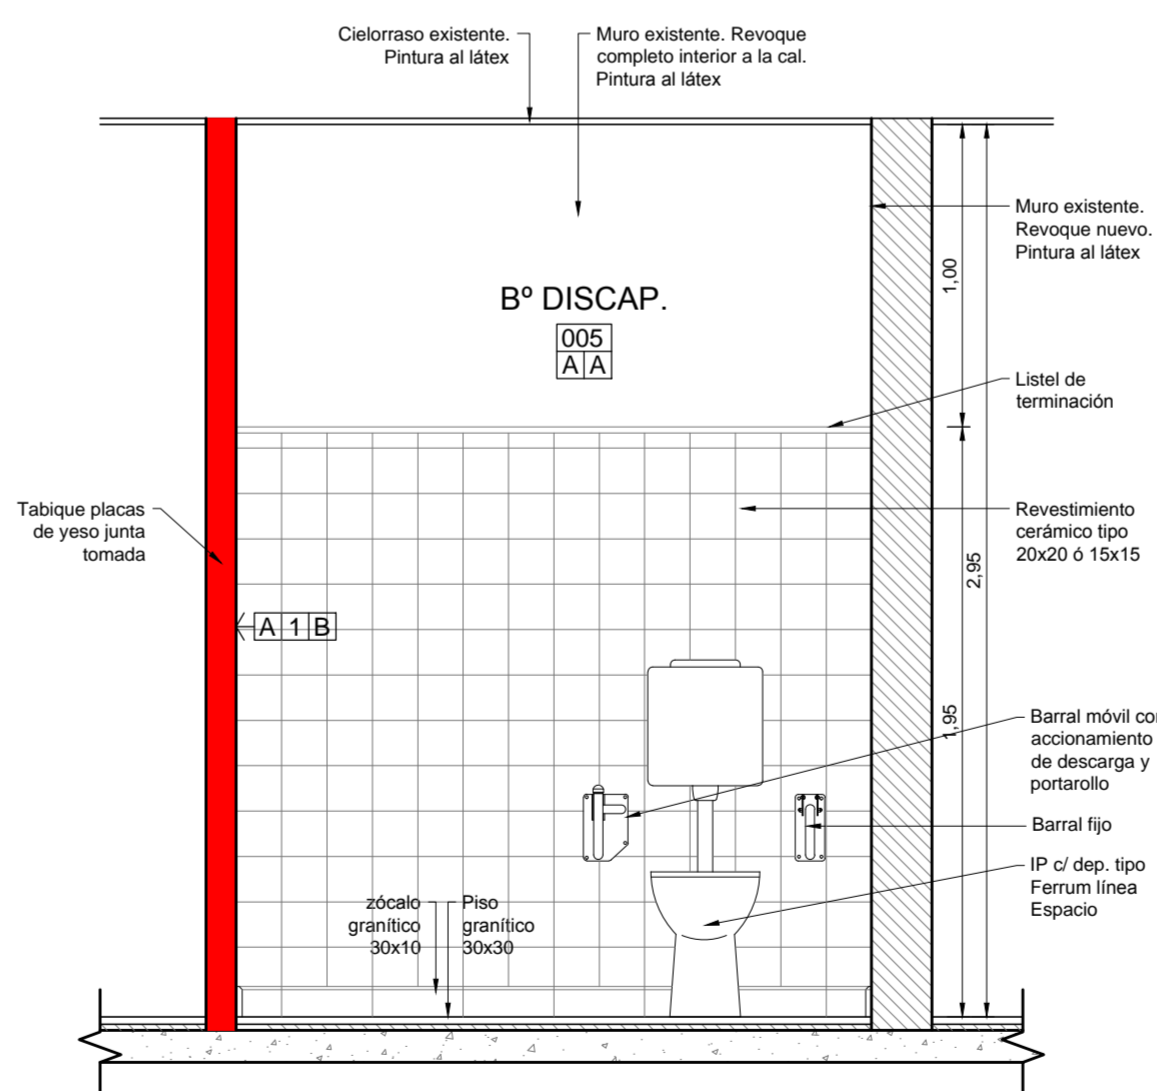 Cielorraso existente.
Pintura al látex
Muro existente. Revoque
completo interior a la cal.
Pintura al látex
Muro existente.
Revoque nuevo.
Pintura al látex
1,00
Bº DISCAP.
005
A A
Listel de
terminación
Tabique placas
de yeso junta
tomada
Revestimiento
cerámico tipo
20x20 ó 15x15
2,95
A 1 B
1,95
Barral móvil con
accionamiento
de descarga y
portarollo
Barral fijo
IP c/ dep. tipo
Ferrum línea
Espacio
zócalo
granítico
30x10
Piso
granítico
30x30